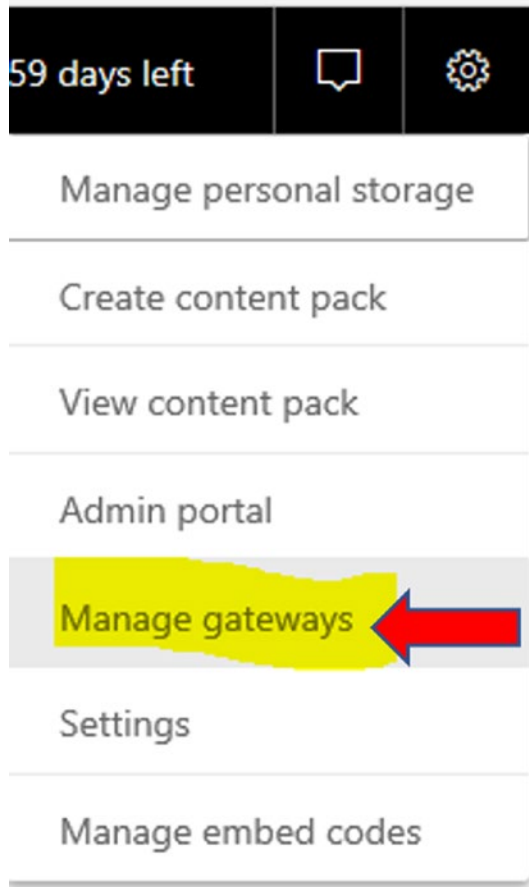 59 days left
Manage personal storage
Create content pack
View content pack
Admin portal
Manage gateways
Settings
Manage embed codes